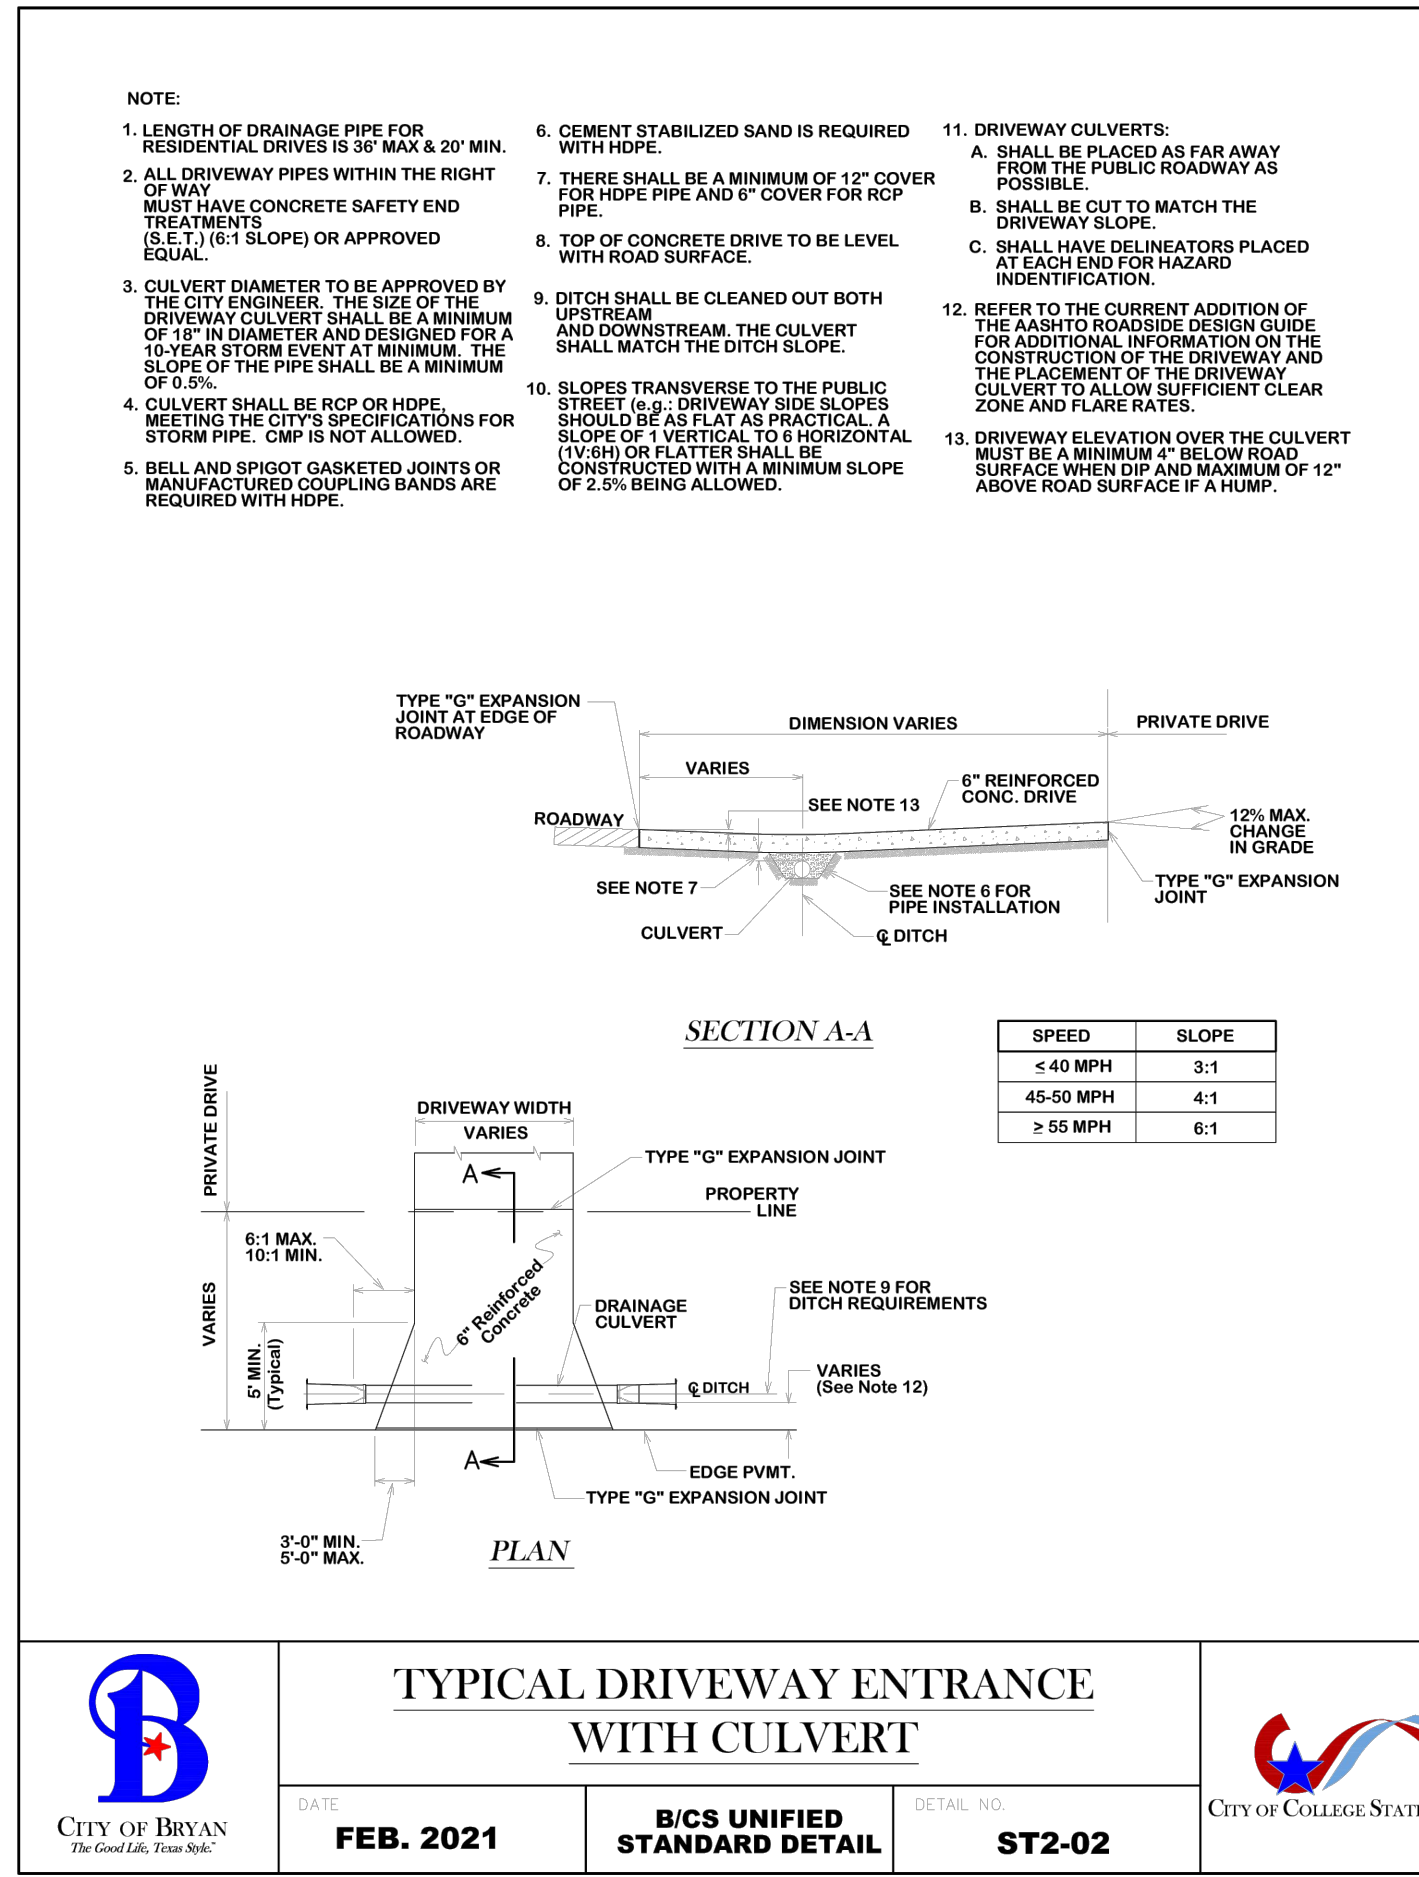 NOTE:
1. LENGTH OF DRAINAGE PIPE FOR
RESIDENTIAL DRIVES IS 36' MAX & 20' MIN.
2. ALL DRIVEWAY PIPES WITHIN THE RIGHT
OF WAY
MUST HAVE CONCRETE SAFETY END
TREATMENTS
(S.E.T.) (6:1 SLOPE) OR APPROVED
EQUAL.
3. CULVERT DIAMETER TO BE APPROVED BY
THE CITY ENGINEER. THE SIZE OF THE
DRIVEWAY CULVERT SHALL BE A MINIMUM
OF 18" IN DIAMETER AND DESIGNED FOR A
10-YEAR STORM EVENT AT MINIMUM. THE
SLOPE OF THE PIPE SHALL BE A MINIMUM
OF 0.5%.
4. CULVERT SHALL BE RCP OR HDPE,
MEETING THE CITY'S SPECIFICATIONS FOR
STORM PIPE. CMP IS NOT ALLOWED.
5. BELL AND SPIGOT GASKETED JOINTS OR
MANUFACTURED COUPLING BANDS ARE
REQUIRED WITH HDPE.
6. CEMENT STABILIZED SAND IS REQUIRED
WITH HDPE.
7. THERE SHALL BE A MINIMUM OF 12" COVER
FOR HDPE PIPE AND 6" COVER FOR RCP
PIPE.
8. TOP OF CONCRETE DRIVE TO BE LEVEL
WITH ROAD SURFACE.
9. DITCH SHALL BE CLEANED OUT BOTH
UPSTREAM
AND DOWNSTREAM. THE CULVERT
SHALL MATCH THE DITCH SLOPE.
10. SLOPES TRANSVERSE TO THE PUBLIC
STREET (e.g.: DRIVEWAY SIDE SLOPES
SHOULD BE AS FLAT AS PRACTICAL. A
SLOPE OF 1 VERTICAL TO 6 HORIZONTAL
(1V:6H) OR FLATTER SHALL BE
CONSTRUCTED WITH A MINIMUM SLOPE
OF 2.5% BEING ALLOWED.
11. DRIVEWAY CULVERTS:
A. SHALL BE PLACED AS FAR AWAY
FROM THE PUBLIC ROADWAY AS
POSSIBLE.
B. SHALL BE CUT TO MATCH THE
DRIVEWAY SLOPE.
C. SHALL HAVE DELINEATORS PLACED
AT EACH END FOR HAZARD
INDENTIFICATION.
12. REFER TO THE CURRENT ADDITION OF
THE AASHTO ROADSIDE DESIGN GUIDE
FOR ADDITIONAL INFORMATION ON THE
CONSTRUCTION OF THE DRIVEWAY AND
THE PLACEMENT OF THE DRIVEWAY
CULVERT TO ALLOW SUFFICIENT CLEAR
ZONE AND FLARE RATES.
13. DRIVEWAY ELEVATION OVER THE CULVERT
MUST BE A MINIMUM 4" BELOW ROAD
SURFACE WHEN DIP AND MAXIMUM OF 12"
ABOVE ROAD SURFACE IF A HUMP.
TYPE "G" EXPANSION
JOINT AT EDGE OF
ROADWAY
DIMENSION VARIES
PRIVATE DRIVE
VARIES
SEE NOTE 13
6" REINFORCED
CONC. DRIVE
ROADWAY
12% MAX.
CHANGE
IN GRADE
SEE NOTE 7
SEE NOTE 6 FOR
PIPE INSTALLATION
TYPE "G" EXPANSION
JOINT
CULVERT
CL DITCH
SECTION A-A
SPEED SLOPE
≤ 40 MPH 3:1
45-50 MPH 4:1
≥ 55 MPH 6:1
PRIVATE DRIVE
DRIVEWAY WIDTH
VARIES
A
TYPE "G" EXPANSION JOINT
PROPERTY
LINE
6:1 MAX.
10:1 MIN.
VARIES
6" Reinforced
Concrete
DRAINAGE
CULVERT
SEE NOTE 9 FOR
DITCH REQUIREMENTS
5' MIN.
(Typical)
CL DITCH
VARIES
(See Note 12)
A
EDGE PVMT.
TYPE "G" EXPANSION JOINT
3'-0" MIN.
5'-0" MAX.
PLAN
B
CITY OF BRYAN
The Good Life, Texas Style.™
TYPICAL DRIVEWAY ENTRANCE
WITH CULVERT
DATE
FEB. 2021
B/CS UNIFIED
STANDARD DETAIL
DETAIL NO.
ST2-02
CITY OF COLLEGE STAT